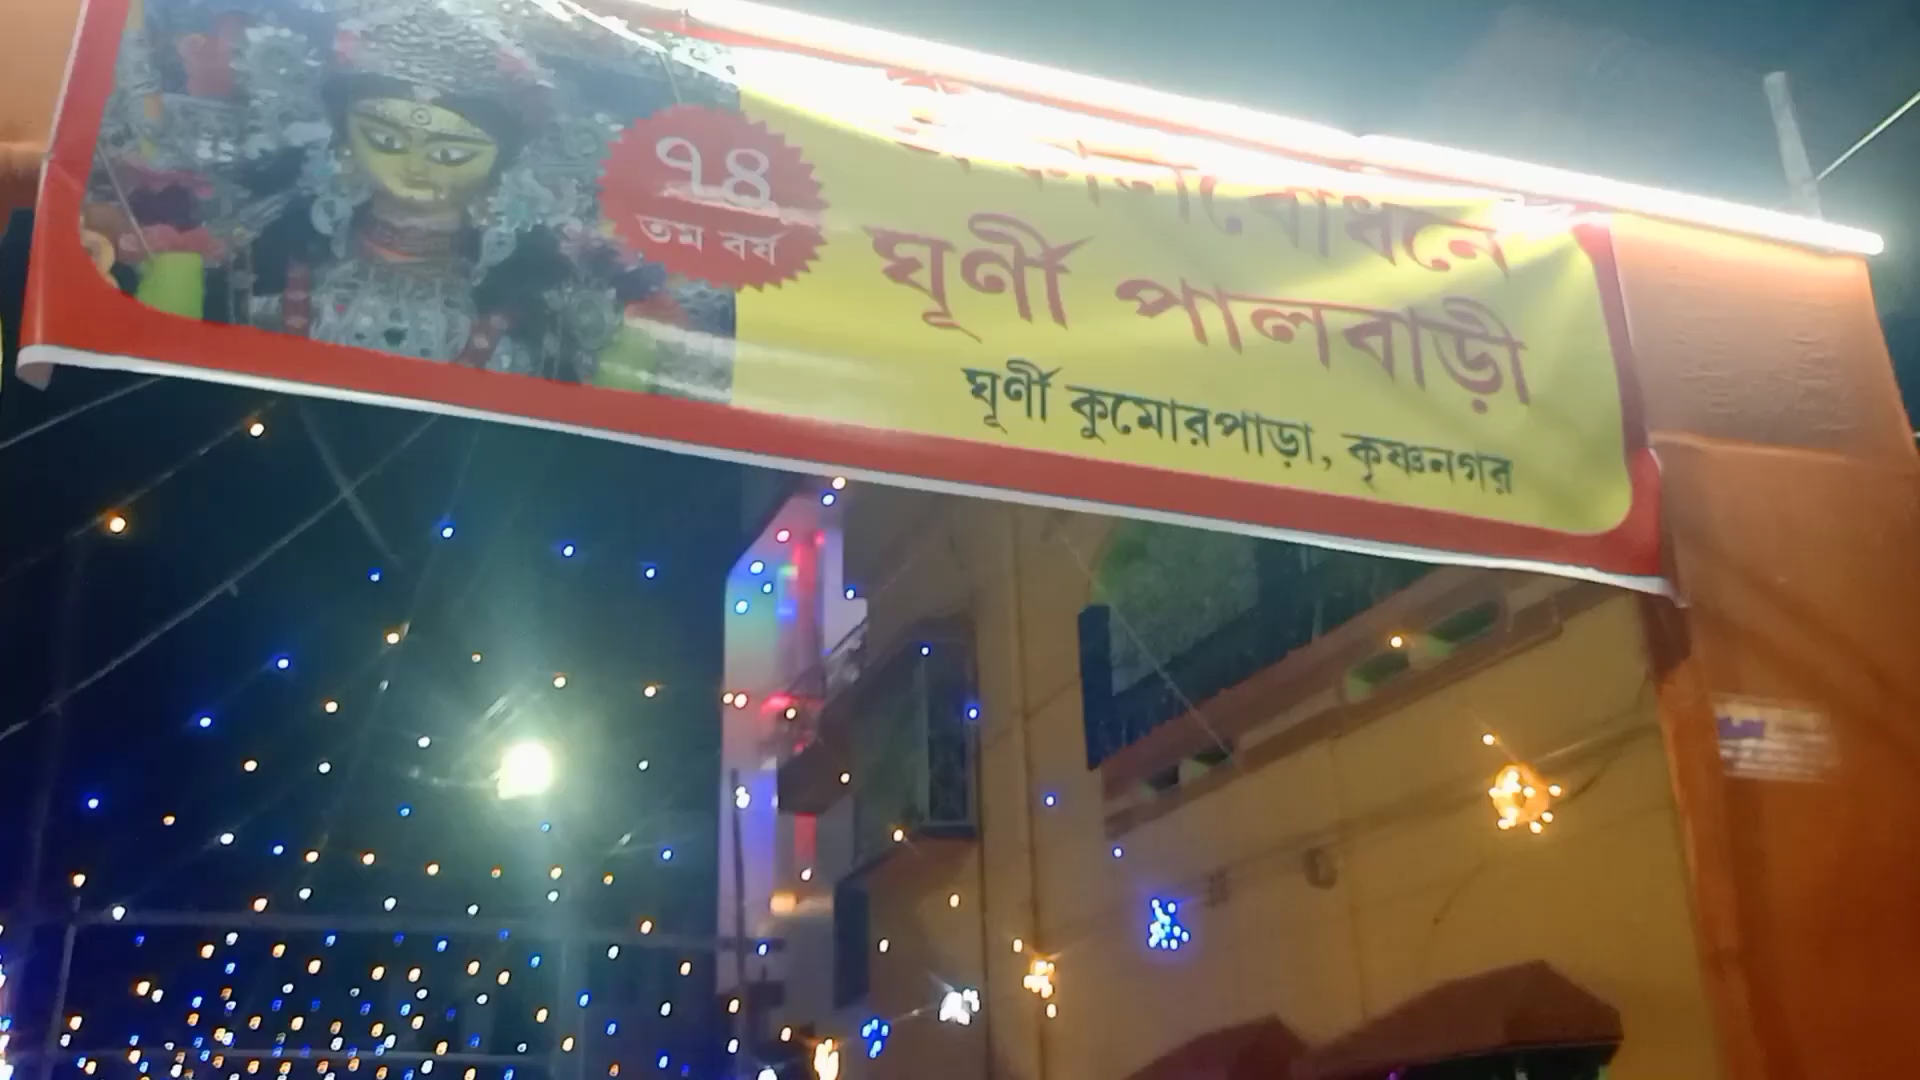 ৭৪
তম বর্ষ
ঘূর্ণী পালবাড়ী
ঘূর্ণী কুমোরপাড়া, কৃষ্ণনগর